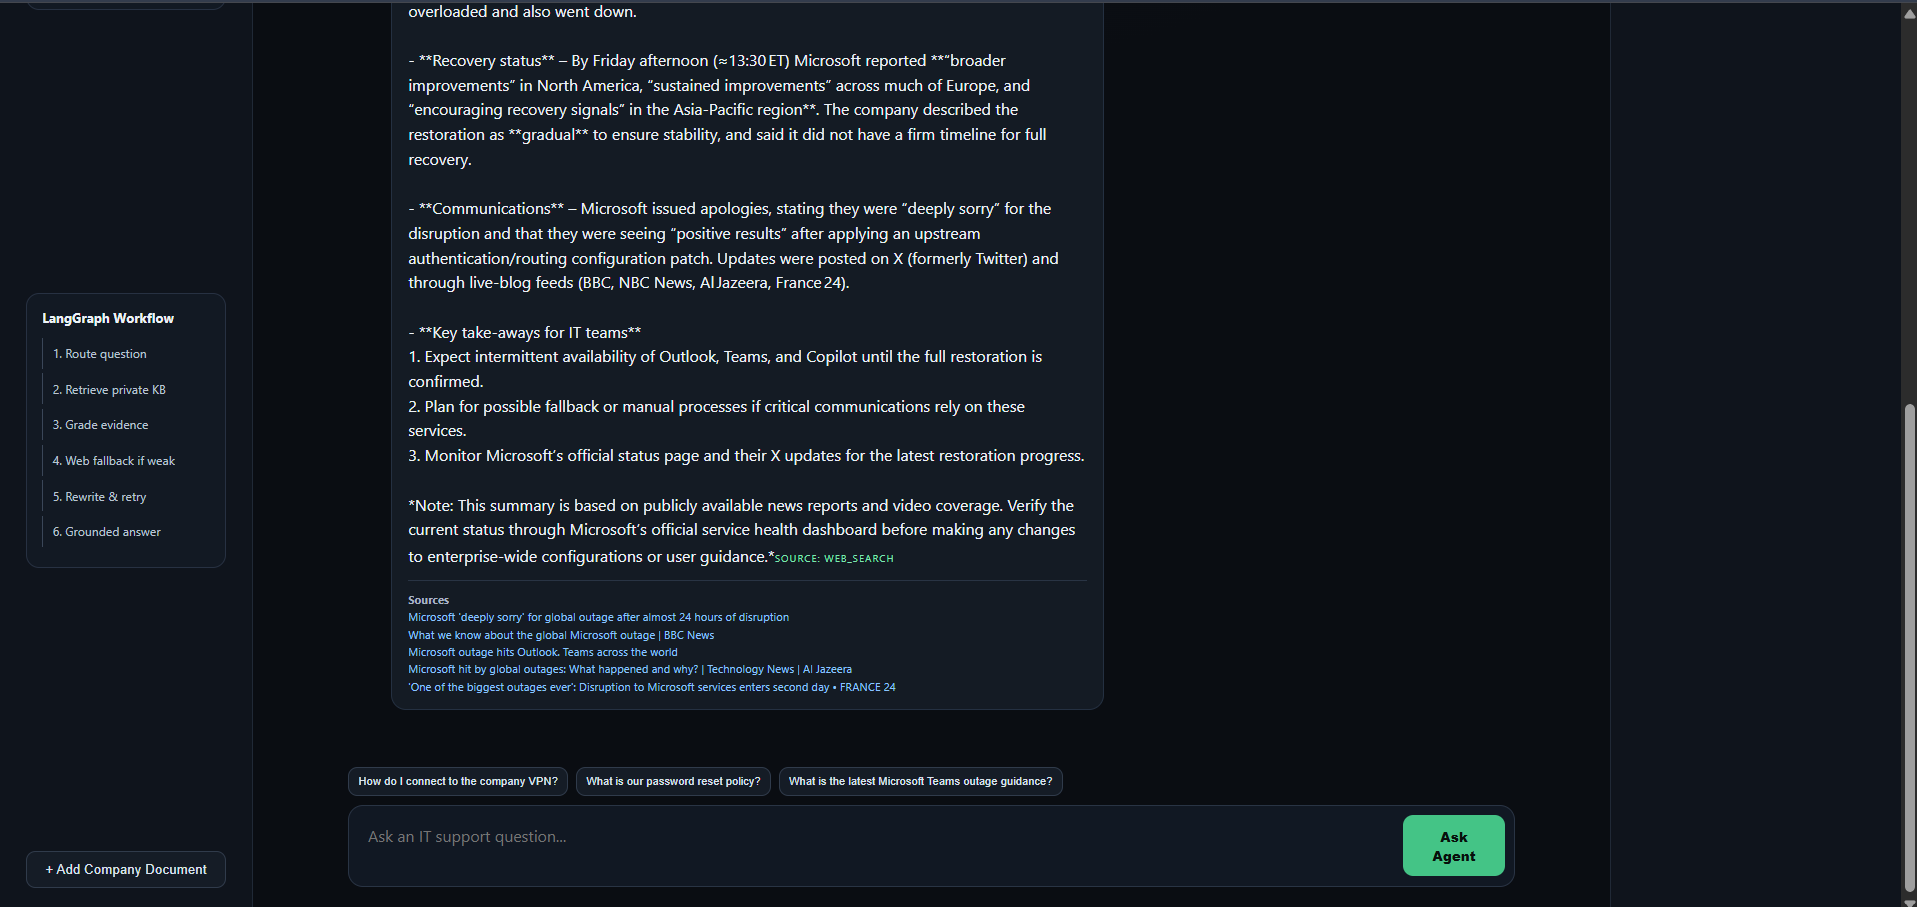 overloaded and also went down.
- **Recovery status** – By Friday afternoon (≈13:30 ET) Microsoft reported **“broader
improvements” in North America, “sustained improvements” across much of Europe, and
“encouraging recovery signals” in the Asia-Pacific region**. The company described the
restoration as **gradual** to ensure stability, and said it did not have a firm timeline for full
recovery.
- **Communications** – Microsoft issued apologies, stating they were “deeply sorry” for the
disruption and that they were seeing “positive results” after applying an upstream
authentication/routing configuration patch. Updates were posted on X (formerly Twitter) and
through live-blog feeds (BBC, NBC News, Al Jazeera, France 24).
- **Key take-aways for IT teams**
1. Expect intermittent availability of Outlook, Teams, and Copilot until the full restoration is
confirmed.
2. Plan for possible fallback or manual processes if critical communications rely on these
services.
3. Monitor Microsoft’s official status page and their X updates for the latest restoration progress.
*Note: This summary is based on publicly available news reports and video coverage. Verify the
current status through Microsoft’s official service health dashboard before making any changes
to enterprise-wide configurations or user guidance.*SOURCE: WEB_SEARCH
Sources
Microsoft 'deeply sorry' for global outage after almost 24 hours of disruption
What we know about the global Microsoft outage | BBC News
Microsoft outage hits Outlook. Teams across the world
Microsoft hit by global outages: What happened and why? | Technology News | Al Jazeera
'One of the biggest outages ever': Disruption to Microsoft services enters second day • FRANCE 24
LangGraph Workflow
1. Route question
2. Retrieve private KB
3. Grade evidence
4. Web fallback if weak
5. Rewrite & retry
6. Grounded answer
+ Add Company Document
How do I connect to the company VPN?
What is our password reset policy?
What is the latest Microsoft Teams outage guidance?
Ask an IT support question...
Ask
Agent